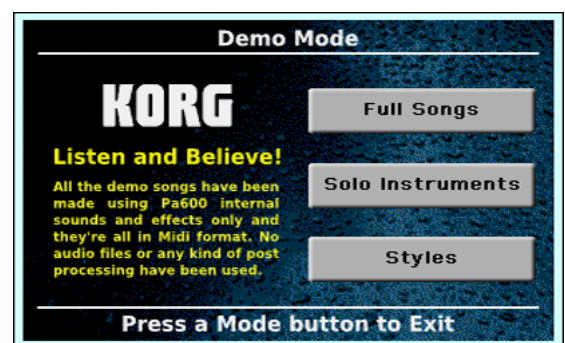 Demo Mode
KORG
Listen and Believe!
All the demo songs have been
made using Pa600 internal
sounds and effects only and
they're all in Midi format. No
audio files or any kind of post
processing have been used.
Full Songs
Solo Instruments
Styles
Press a Mode button to Exit